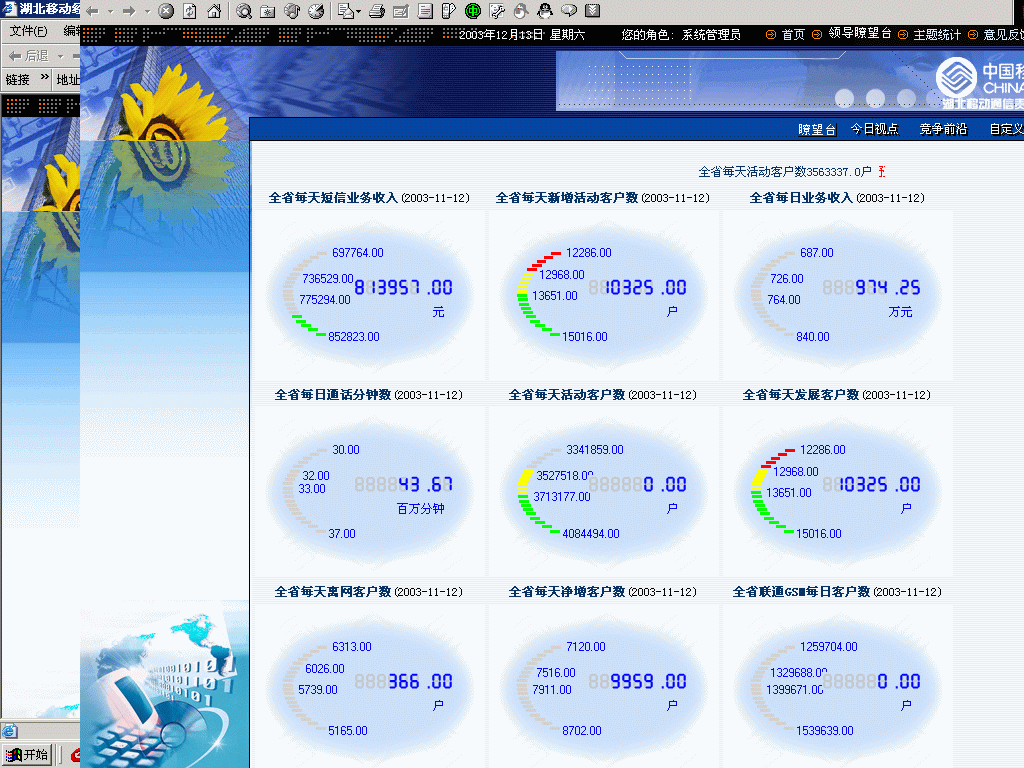 湖北移动经
文件(F) 编辑
后退
链接 » 地址
2003年12月13日 星期六 您的角色: 系统管理员 首页 领导瞭望台 主题统计 意见反馈
中国移
CHINA
湖北移动通信责
瞭望台 今日视点 竞争前沿 自定义
全省每天活动客户数3563337.0户
全省每天短信业务收入 (2003-11-12) 全省每天新增活动客户数 (2003-11-12) 全省每日业务收入 (2003-11-12)
697764.00 12286.00 687.00
736529.00 12968.00 726.00
813957.00 10325.00 974.25
775294.00 13651.00 764.00
元 户 万元
852823.00 15016.00 840.00
全省每日通话分钟数 (2003-11-12) 全省每天活动客户数 (2003-11-12) 全省每天发展客户数 (2003-11-12)
30.00 3341859.00 12286.00
32.00 3527518.00 12968.00
43.67 0.00 10325.00
33.00 3713177.00 13651.00
百万分钟 户 户
37.00 4084494.00 15016.00
全省每天离网客户数 (2003-11-12) 全省每天净增客户数 (2003-11-12) 全省联通GSM每日客户数 (2003-11-12)
6313.00 7120.00 1259704.00
6026.00 7516.00 1329688.00
366.00 9959.00 0.00
5739.00 7911.00 1399671.00
户 户 户
5165.00 8702.00 1539639.00
开始